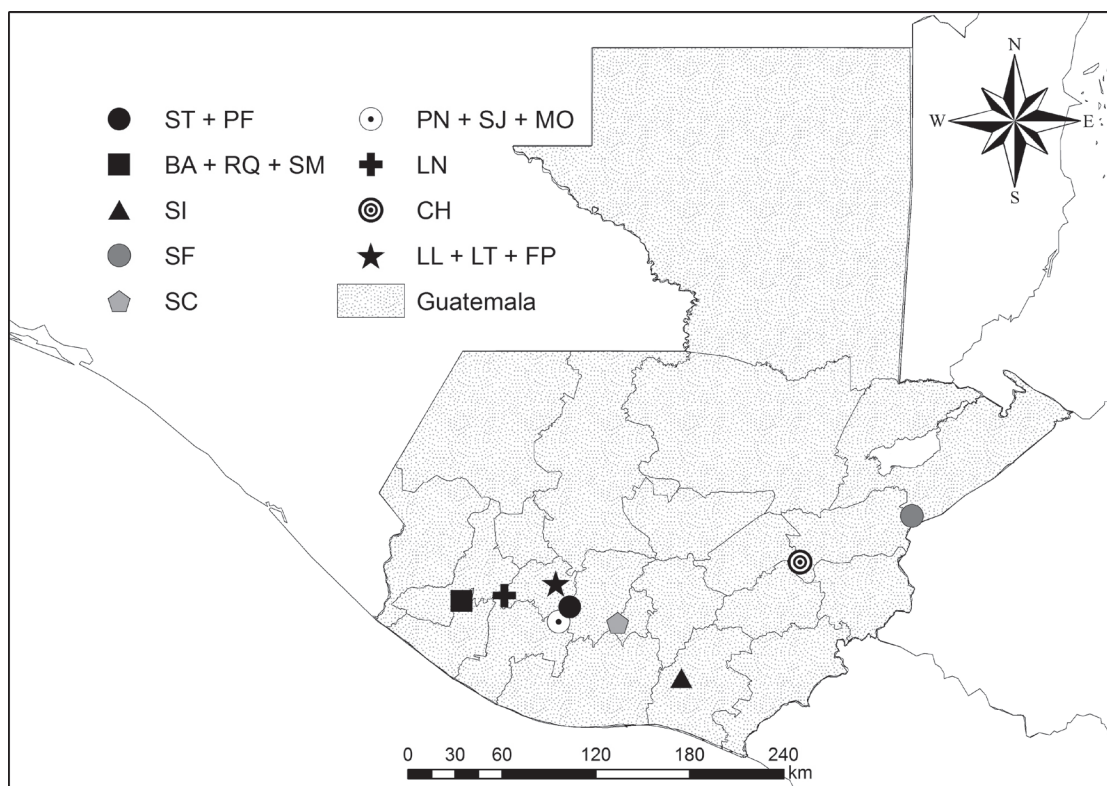 N
W E
S
ST + PF
BA + RQ + SM
SI
SF
SC
PN + SJ + MO
LN
CH
LL + LT + FP
Guatemala
0 30 60 120 180 240
km